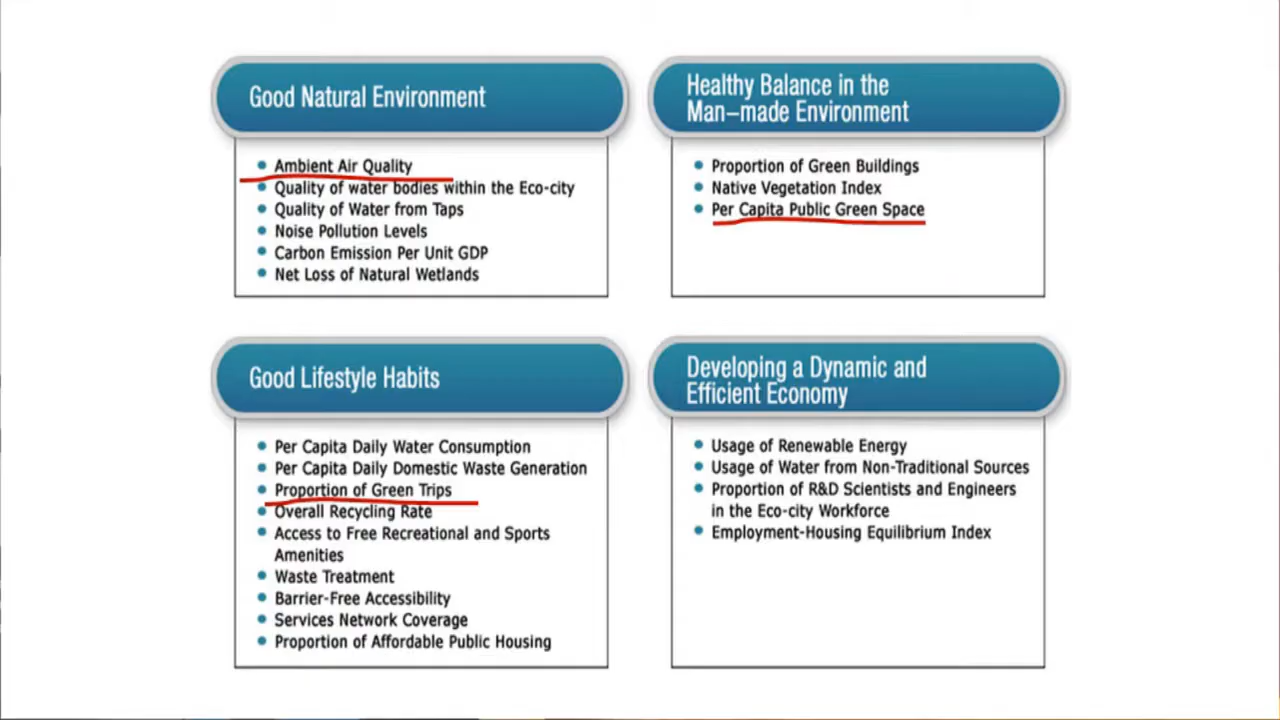 Good Natural Environment
• Ambient Air Quality
• Quality of water bodies within the Eco-city
• Quality of Water from Taps
• Noise Pollution Levels
• Carbon Emission Per Unit GDP
• Net Loss of Natural Wetlands
Healthy Balance in the
Man-made Environment
• Proportion of Green Buildings
• Native Vegetation Index
• Per Capita Public Green Space
Good Lifestyle Habits
• Per Capita Daily Water Consumption
• Per Capita Daily Domestic Waste Generation
• Proportion of Green Trips
• Overall Recycling Rate
• Access to Free Recreational and Sports
Amenities
• Waste Treatment
• Barrier-Free Accessibility
• Services Network Coverage
• Proportion of Affordable Public Housing
Developing a Dynamic and
Efficient Economy
• Usage of Renewable Energy
• Usage of Water from Non-Traditional Sources
• Proportion of R&D Scientists and Engineers
in the Eco-city Workforce
• Employment-Housing Equilibrium Index